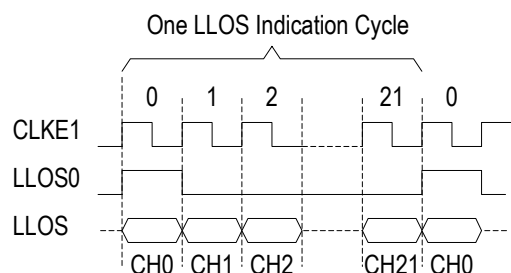 One LLOS Indication Cycle
0 1 2 21 0
CLKE1
LLOS0
LLOS
CH0 CH1 CH2 CH21 CH0